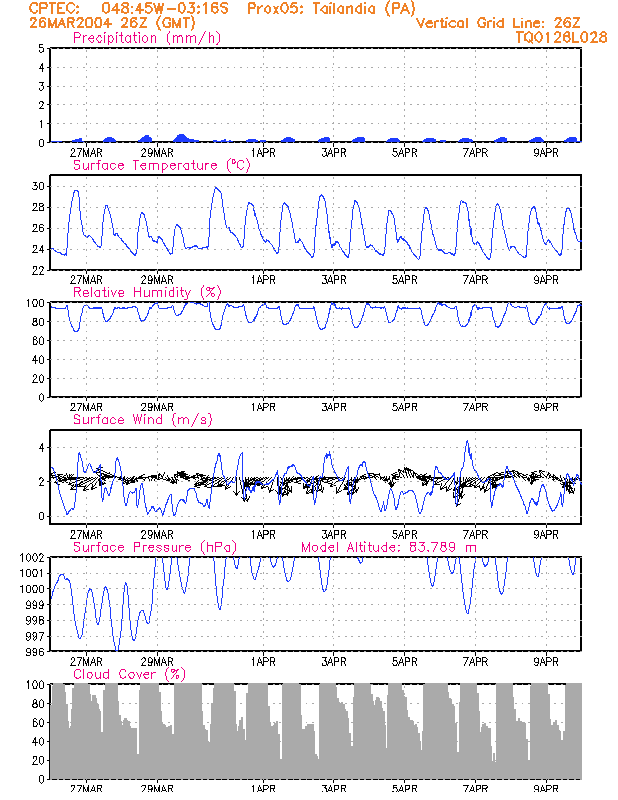 CPTEC: 048:45W-03:16S Prox05: Tailandia (PA)
26MAR2004 26Z (GMT) Vertical Grid Line: 26Z
Precipitation (mm/h) TQ0126L028
5
4
3
2
1
0
27MAR 29MAR 1APR 3APR 5APR 7APR 9APR
Surface Temperature (°C)
30
28
26
24
22
27MAR 29MAR 1APR 3APR 5APR 7APR 9APR
Relative Humidity (%)
100
80
60
40
20
0
27MAR 29MAR 1APR 3APR 5APR 7APR 9APR
Surface Wind (m/s)
4
2
0
27MAR 29MAR 1APR 3APR 5APR 7APR 9APR
Surface Pressure (hPa) Model Altitude: 83.789 m
1002
1001
1000
999
998
997
996
27MAR 29MAR 1APR 3APR 5APR 7APR 9APR
Cloud Cover (%)
100
80
60
40
20
0
27MAR 29MAR 1APR 3APR 5APR 7APR 9APR